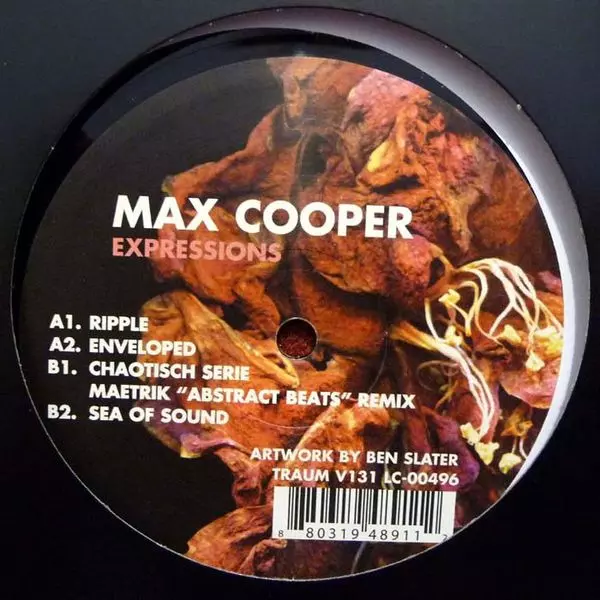 MAX COOPER
EXPRESSIONS
A1. RIPPLE
A2. ENVELOPED
B1. CHAOTISCH SERIE
MAETRIK "ABSTRACT BEATS" REMIX
B2. SEA OF SOUND
ARTWORK BY BEN SLATER
TRAUM V131 LC-00496
8 80319 48911 2